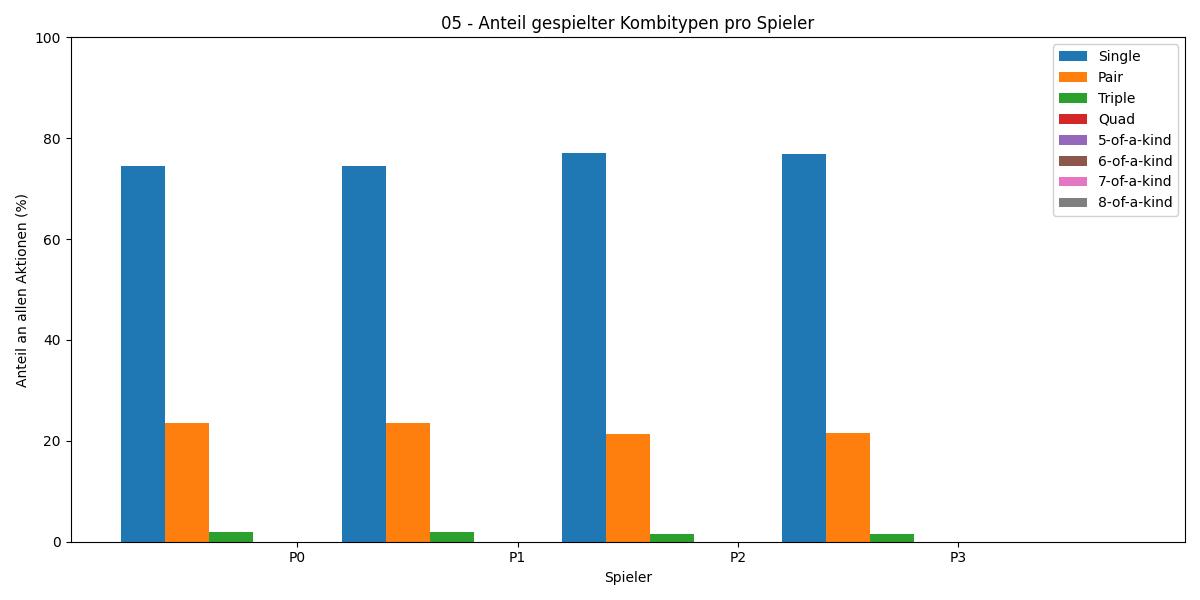 05 - Anteil gespielter Kombitypen pro Spieler
Anteil an allen Aktionen (%)
100
80
60
40
20
0
Single
Pair
Triple
Quad
5-of-a-kind
6-of-a-kind
7-of-a-kind
8-of-a-kind
P0
P1
P2
P3
Spieler